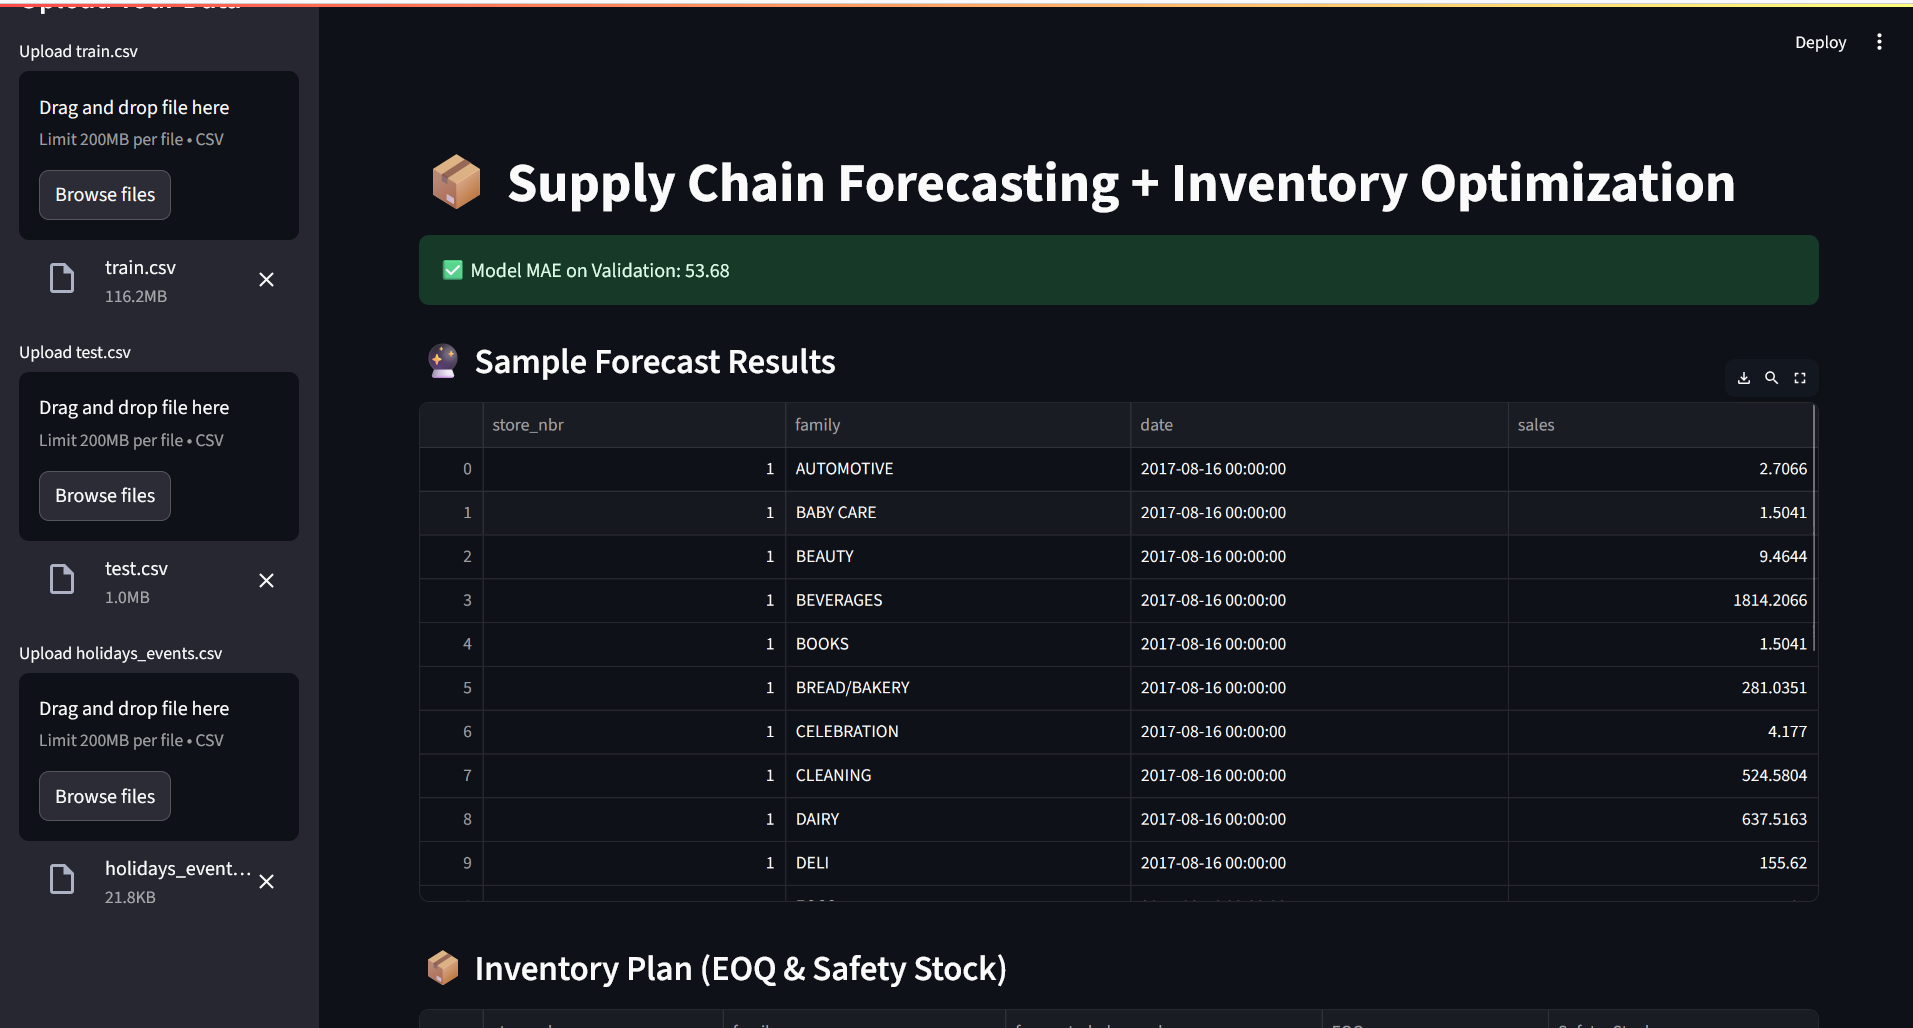 Upload Your Data
Upload train.csv
Drag and drop file here
Limit 200MB per file • CSV
Browse files
train.csv
116.2MB
Upload test.csv
Drag and drop file here
Limit 200MB per file • CSV
Browse files
test.csv
1.0MB
Upload holidays_events.csv
Drag and drop file here
Limit 200MB per file • CSV
Browse files
holidays_event...
21.8KB
Deploy
Supply Chain Forecasting + Inventory Optimization
Model MAE on Validation: 53.68
Sample Forecast Results
store_nbr family date sales
0 1 AUTOMOTIVE 2017-08-16 00:00:00 2.7066
1 1 BABY CARE 2017-08-16 00:00:00 1.5041
2 1 BEAUTY 2017-08-16 00:00:00 9.4644
3 1 BEVERAGES 2017-08-16 00:00:00 1814.2066
4 1 BOOKS 2017-08-16 00:00:00 1.5041
5 1 BREAD/BAKERY 2017-08-16 00:00:00 281.0351
6 1 CELEBRATION 2017-08-16 00:00:00 4.177
7 1 CLEANING 2017-08-16 00:00:00 524.5804
8 1 DAIRY 2017-08-16 00:00:00 637.5163
9 1 DELI 2017-08-16 00:00:00 155.62
Inventory Plan (EOQ & Safety Stock)